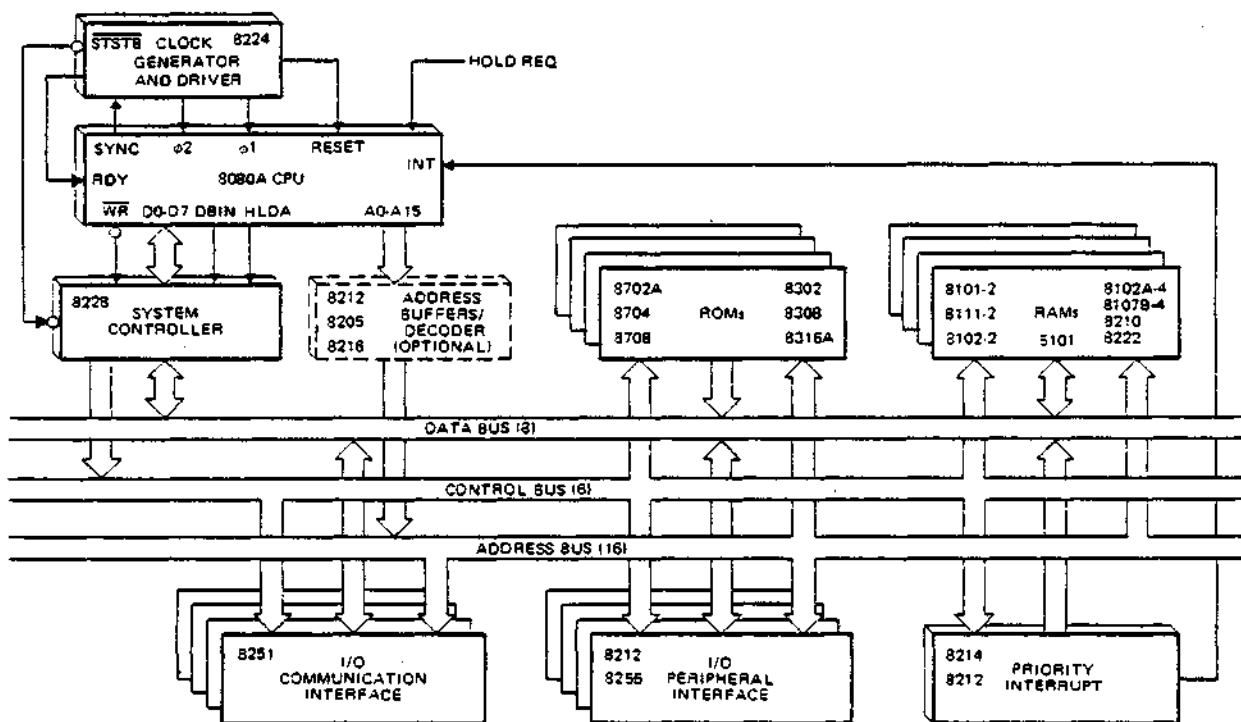 STSTB CLOCK 8224
GENERATOR
AND DRIVER
HOLD REQ
SYNC φ2 φ1 RESET
INT
RDY 8080A CPU
WR D0-D7 DBIN HLDA A0-A15
8228
SYSTEM
CONTROLLER
8212 ADDRESS
8205 BUFFERS/
DECODER
8216 (OPTIONAL)
8702A 8302
8704 ROMs 8308
8708 8316A
8101-2 8102A-4
8111-2 RAMs 8107B-4
8210
8102-2 5101 8222
DATA BUS (8)
CONTROL BUS (6)
ADDRESS BUS (16)
8251 I/O
COMMUNICATION
INTERFACE
8212 I/O
8255 PERIPHERAL
INTERFACE
8214 PRIORITY
8212 INTERRUPT